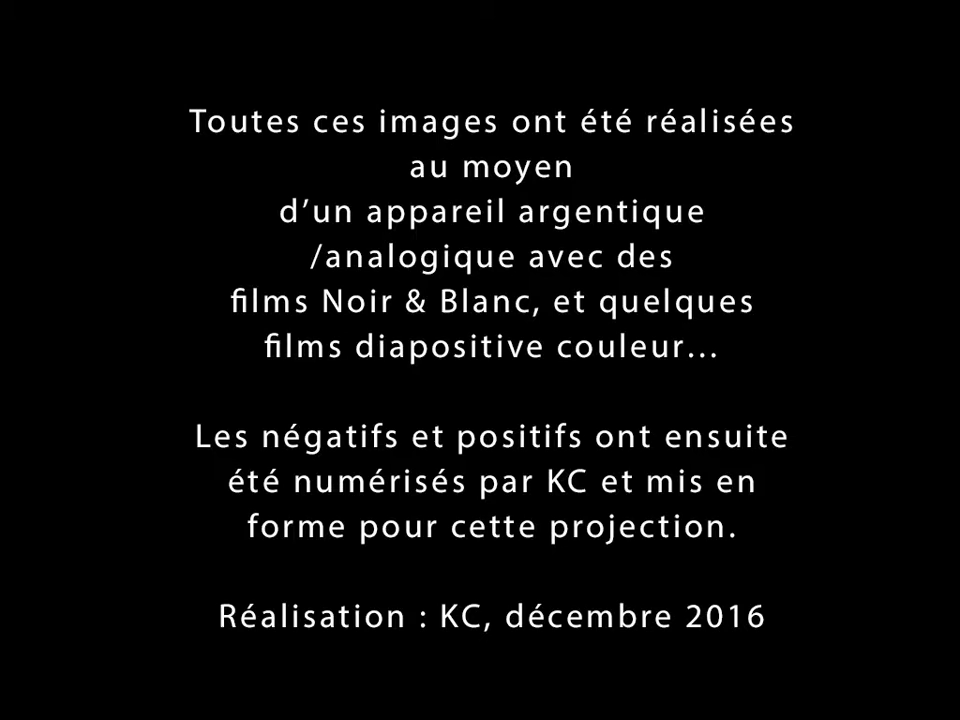 Toutes ces images ont été réalisées
au moyen
d’un appareil argentique
/analogique avec des
films Noir & Blanc, et quelques
films diapositive couleur...
Les négatifs et positifs ont ensuite
été numérisés par KC et mis en
forme pour cette projection.
Réalisation : KC, décembre 2016